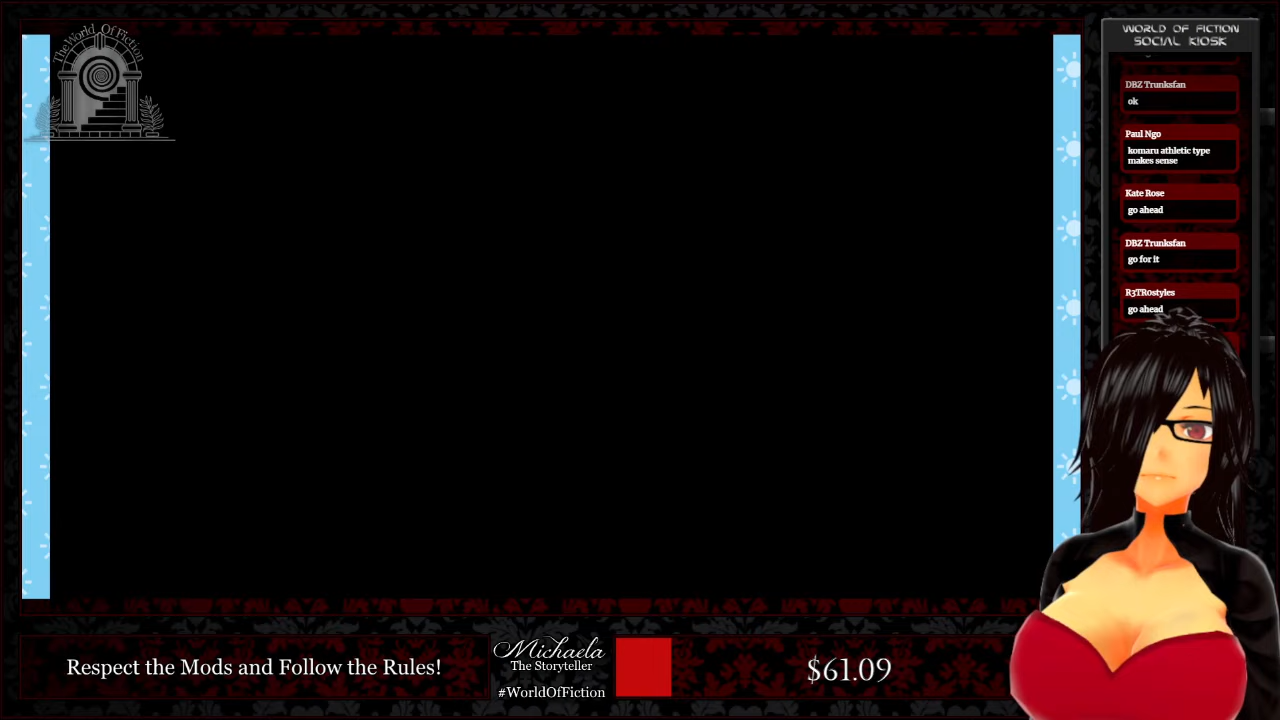 The World Of Fiction
WORLD OF FICTION
SOCIAL KIOSK
DBZ Trunksfan
ok
Paul Ngo
komaru athletic type
makes sense
Kate Rose
go ahead
DBZ Trunksfan
go for it
R3TR0styles
go ahead
Respect the Mods and Follow the Rules!
Michaela
The Storyteller
#WorldOfFiction
$61.09